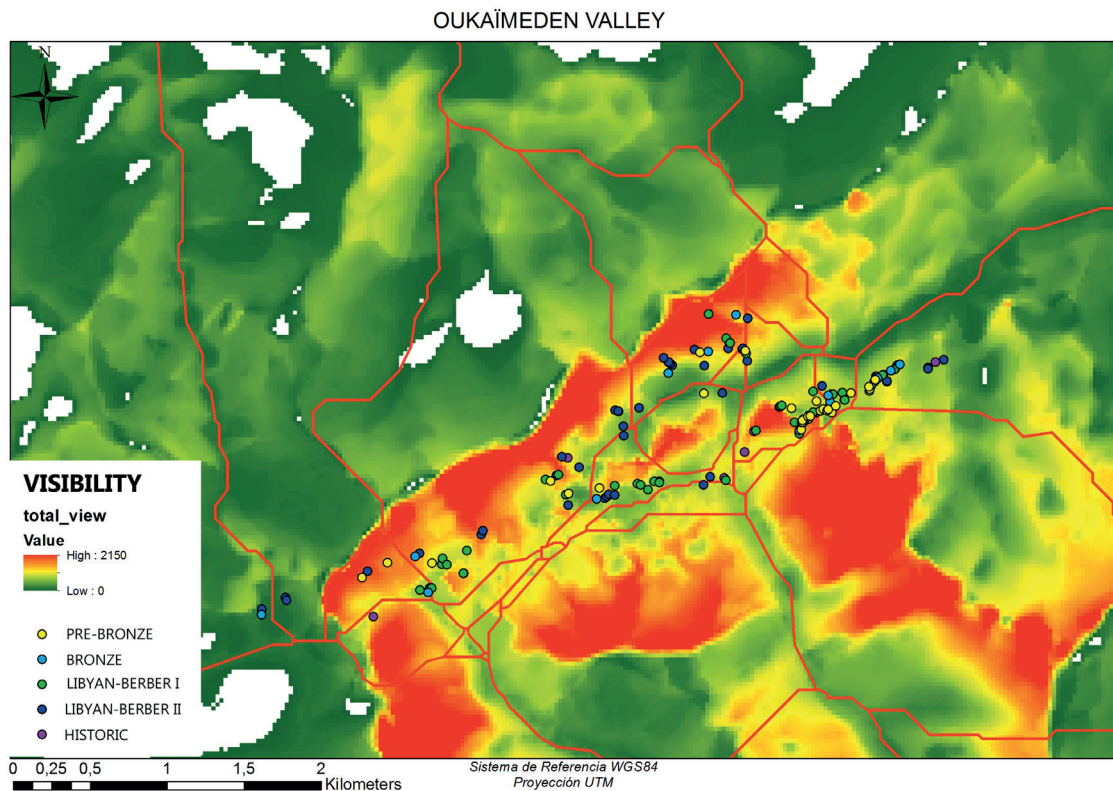 OUKAÏMEDEN VALLEY
N
VISIBILITY
total_view
Value
High : 2150
Low : 0
PRE-BRONZE
BRONZE
LIBYAN-BERBER I
LIBYAN-BERBER II
HISTORIC
0 0,25 0,5 1 1,5 2
Kilometers
Sistema de Referencia WGS84
Proyección UTM